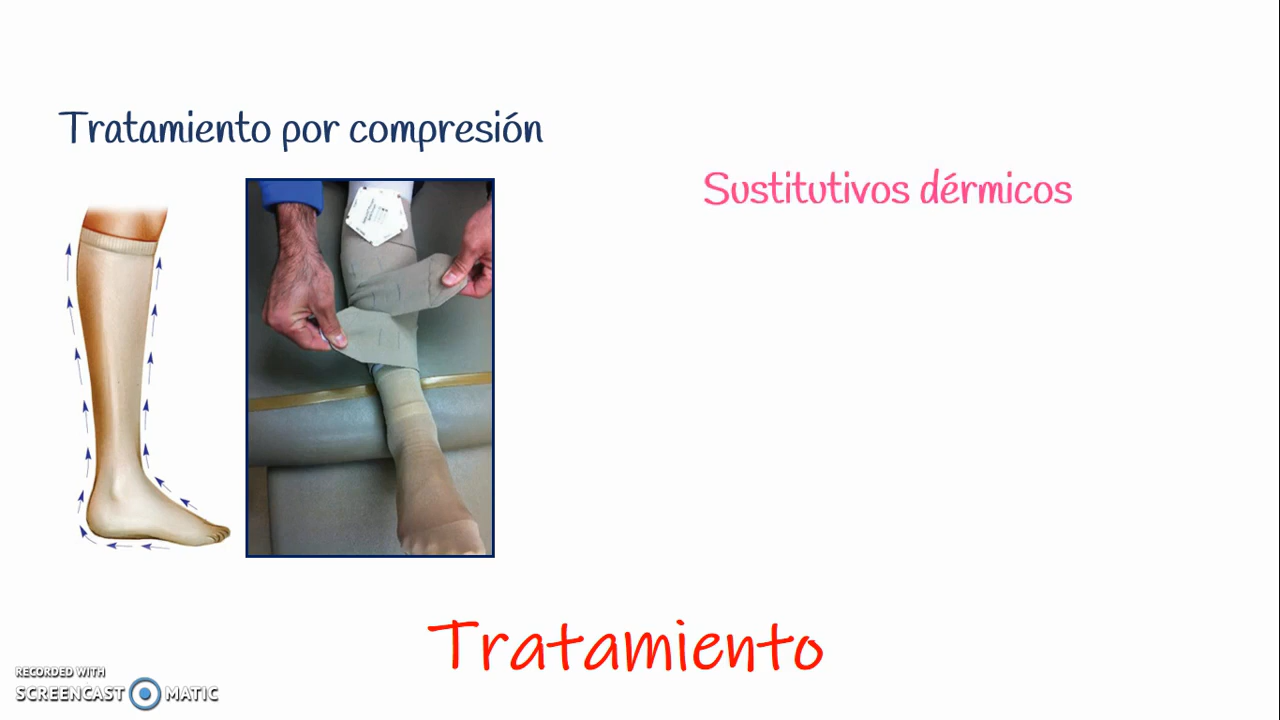 Tratamiento por compresión
Sustitutivos dérmicos
Tratamiento
RECORDED WITH
SCREENCAST MATIC